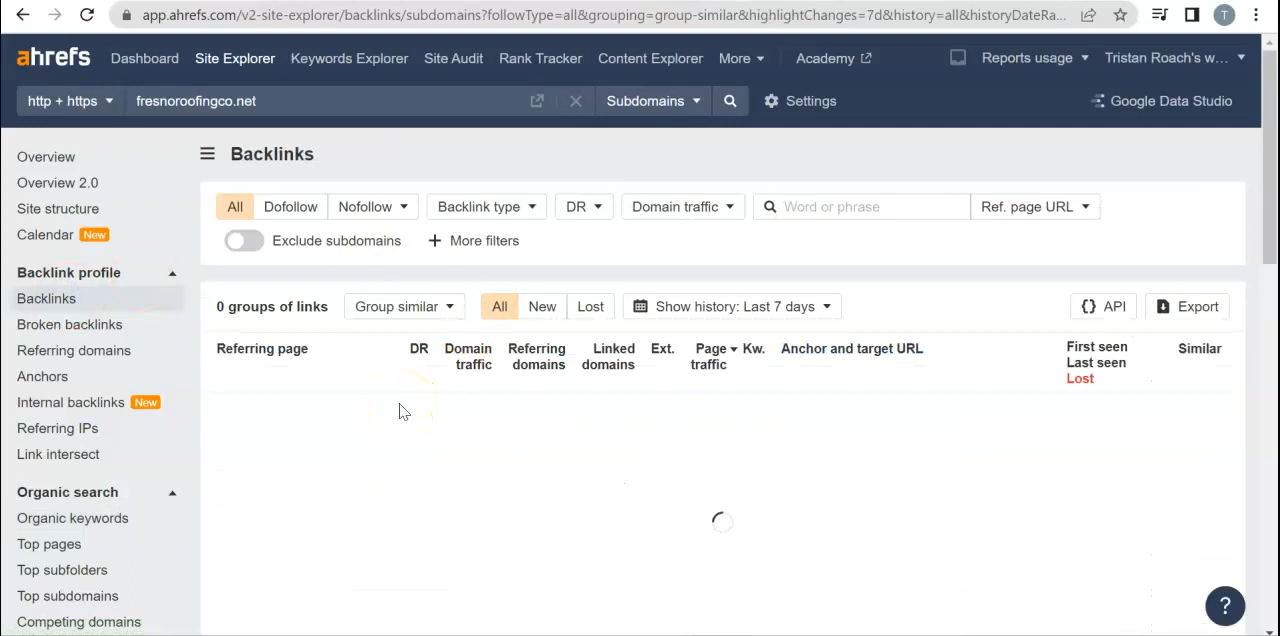 app.ahrefs.com/v2-site-explorer/backlinks/subdomains?followType=all&grouping=group-similar&highlightChanges=7d&history=all&historyDateRa...
T
ahrefs Dashboard Site Explorer Keywords Explorer Site Audit Rank Tracker Content Explorer More Academy Reports usage Tristan Roach's w...
http + https fresnoroofingco.net Subdomains Settings Google Data Studio
Overview
Overview 2.0
Site structure
Calendar New
Backlink profile
Backlinks
Broken backlinks
Referring domains
Anchors
Internal backlinks New
Referring IPs
Link intersect
Organic search
Organic keywords
Top pages
Top subfolders
Top subdomains
Competing domains
Backlinks
All Dofollow Nofollow Backlink type DR Domain traffic Word or phrase Ref. page URL
Exclude subdomains + More filters
0 groups of links Group similar All New Lost Show history: Last 7 days {} API Export
Referring page DR Domain traffic Referring domains Linked domains Ext. Page traffic Kw. Anchor and target URL First seen Last seen Lost Similar
?